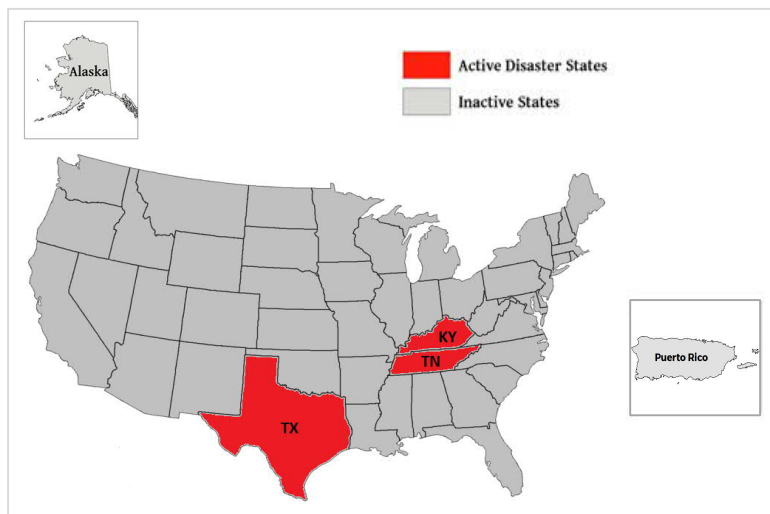 Alaska
Active Disaster States
Inactive States
KY
TN
Puerto Rico
TX